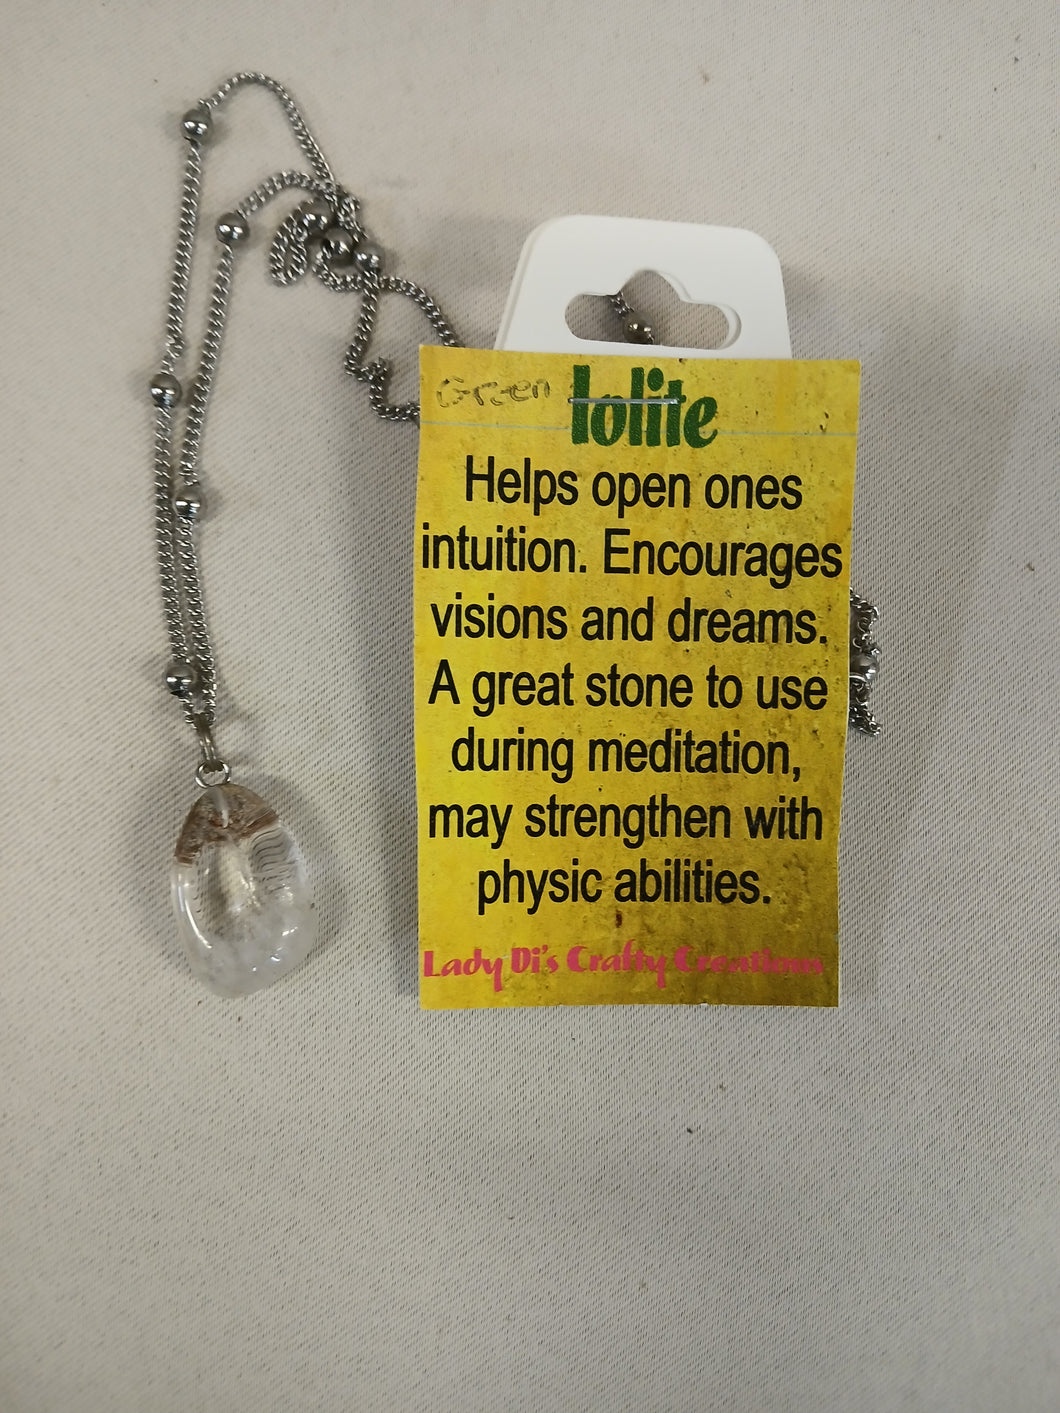 Green Iolite
Helps open ones
intuition. Encourages
visions and dreams.
A great stone to use
during meditation,
may strengthen with
physic abilities.
Lady Di's Crafty Creations